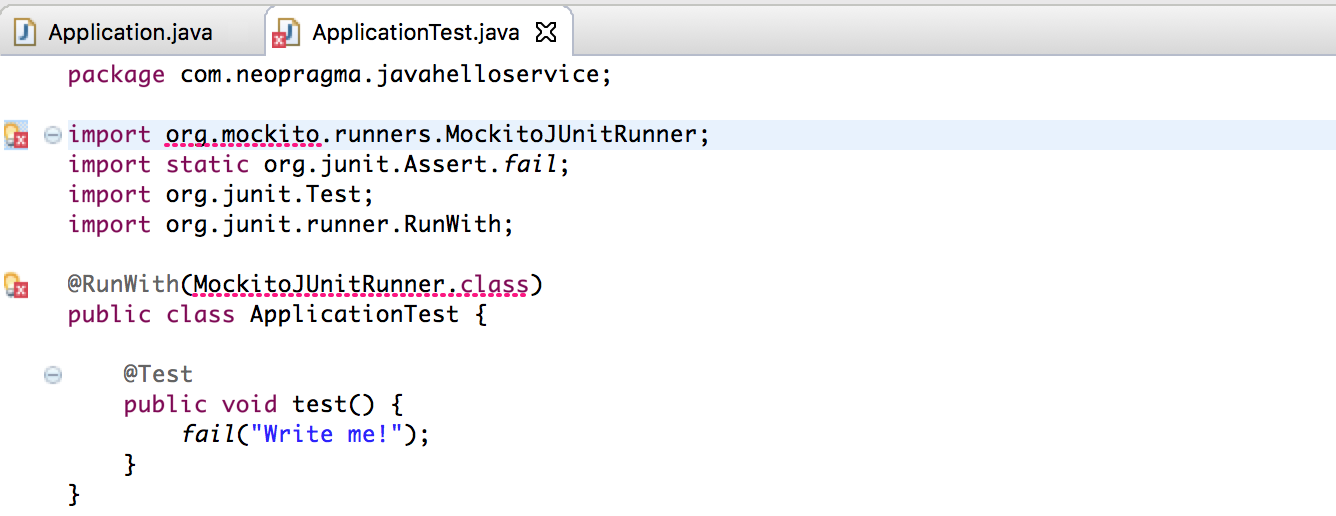 Application.java ApplicationTest.java
package com.neopragma.javahelloservice;
import org.mockito.runners.MockitoJUnitRunner;
import static org.junit.Assert.fail;
import org.junit.Test;
import org.junit.runner.RunWith;
@RunWith(MockitoJUnitRunner.class)
public class ApplicationTest {
@Test
public void test() {
fail("Write me!");
}
}